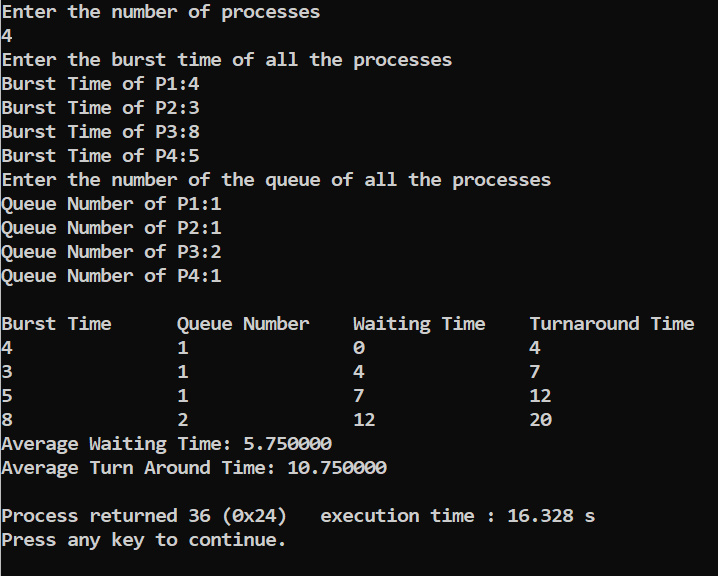 Enter the number of processes
4
Enter the burst time of all the processes
Burst Time of P1:4
Burst Time of P2:3
Burst Time of P3:8
Burst Time of P4:5
Enter the number of the queue of all the processes
Queue Number of P1:1
Queue Number of P2:1
Queue Number of P3:2
Queue Number of P4:1
Burst Time      Queue Number    Waiting Time    Turnaround Time
4               1               0               4
3               1               4               7
5               1               7               12
8               2               12              20
Average Waiting Time: 5.750000
Average Turn Around Time: 10.750000
Process returned 36 (0x24)   execution time : 16.328 s
Press any key to continue.